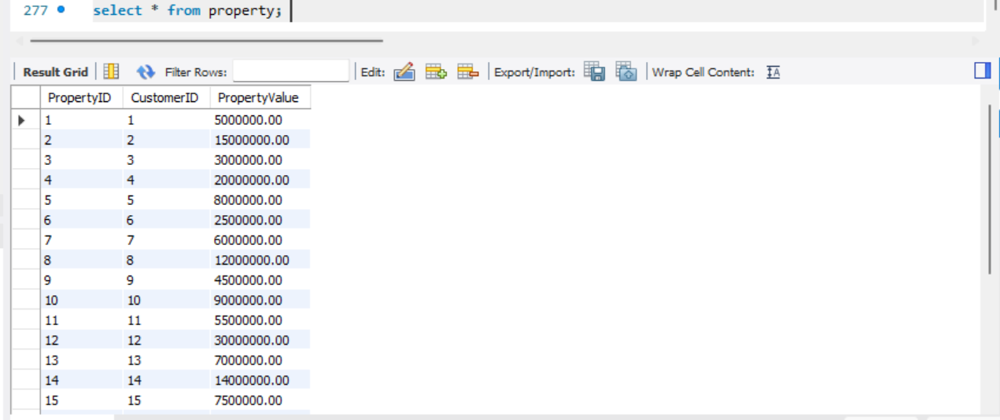 277 select * from property;
Result Grid Filter Rows: Edit: Export/Import: Wrap Cell Content: IA
PropertyID CustomerID PropertyValue
1 1 5000000.00
2 2 15000000.00
3 3 3000000.00
4 4 20000000.00
5 5 8000000.00
6 6 2500000.00
7 7 6000000.00
8 8 12000000.00
9 9 4500000.00
10 10 9000000.00
11 11 5500000.00
12 12 30000000.00
13 13 7000000.00
14 14 14000000.00
15 15 7500000.00